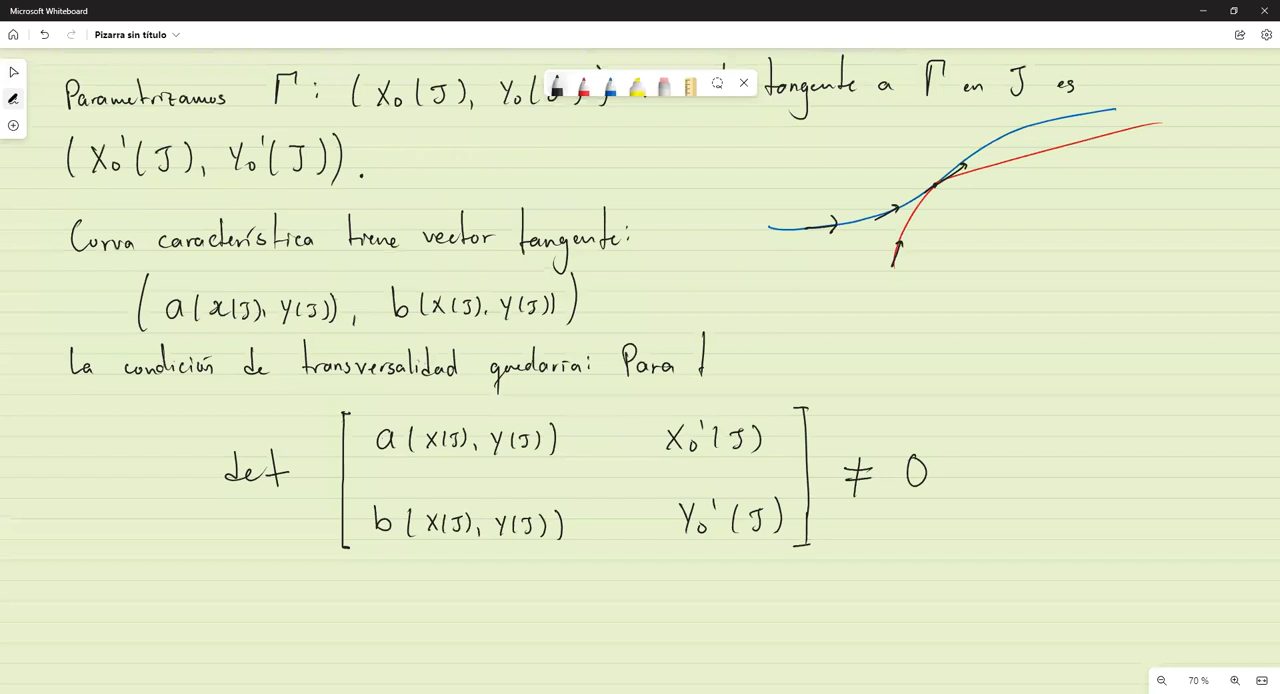 Microsoft Whiteboard
Pizarra sin título
Parametrizamos Γ: (X₀(J), Y₀(J)) tangente a Γ en J es
(X₀'(J), Y₀'(J)).
Curva característica tiene vector tangente:
(a(x(J), Y(J)), b(X(J), Y(J)))
La condición de transversalidad quedaría: Para
det [ a(X(J), Y(J)) X₀'(J) ] ≠ 0
b(X(J), Y(J)) Y₀'(J)
70 %